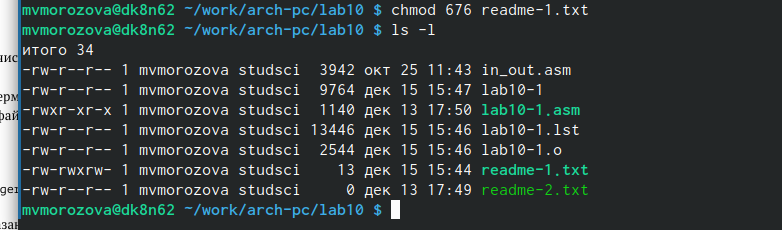 mvmorozova@dk8n62 ~/work/arch-pc/lab10 $ chmod 676 readme-1.txt
mvmorozova@dk8n62 ~/work/arch-pc/lab10 $ ls -l
итого 34
-rw-r--r-- 1 mvmorozova studsci  3942 окт 25 11:43 in_out.asm
-rw-r--r-- 1 mvmorozova studsci  9764 дек 15 15:47 lab10-1
-rwxr-xr-x 1 mvmorozova studsci  1140 дек 13 17:50 lab10-1.asm
-rw-r--r-- 1 mvmorozova studsci 13446 дек 15 15:46 lab10-1.lst
-rw-r--r-- 1 mvmorozova studsci  2544 дек 15 15:46 lab10-1.o
-rw-rwxrw- 1 mvmorozova studsci    13 дек 15 15:44 readme-1.txt
-rw-r--r-- 1 mvmorozova studsci     0 дек 13 17:49 readme-2.txt
mvmorozova@dk8n62 ~/work/arch-pc/lab10 $